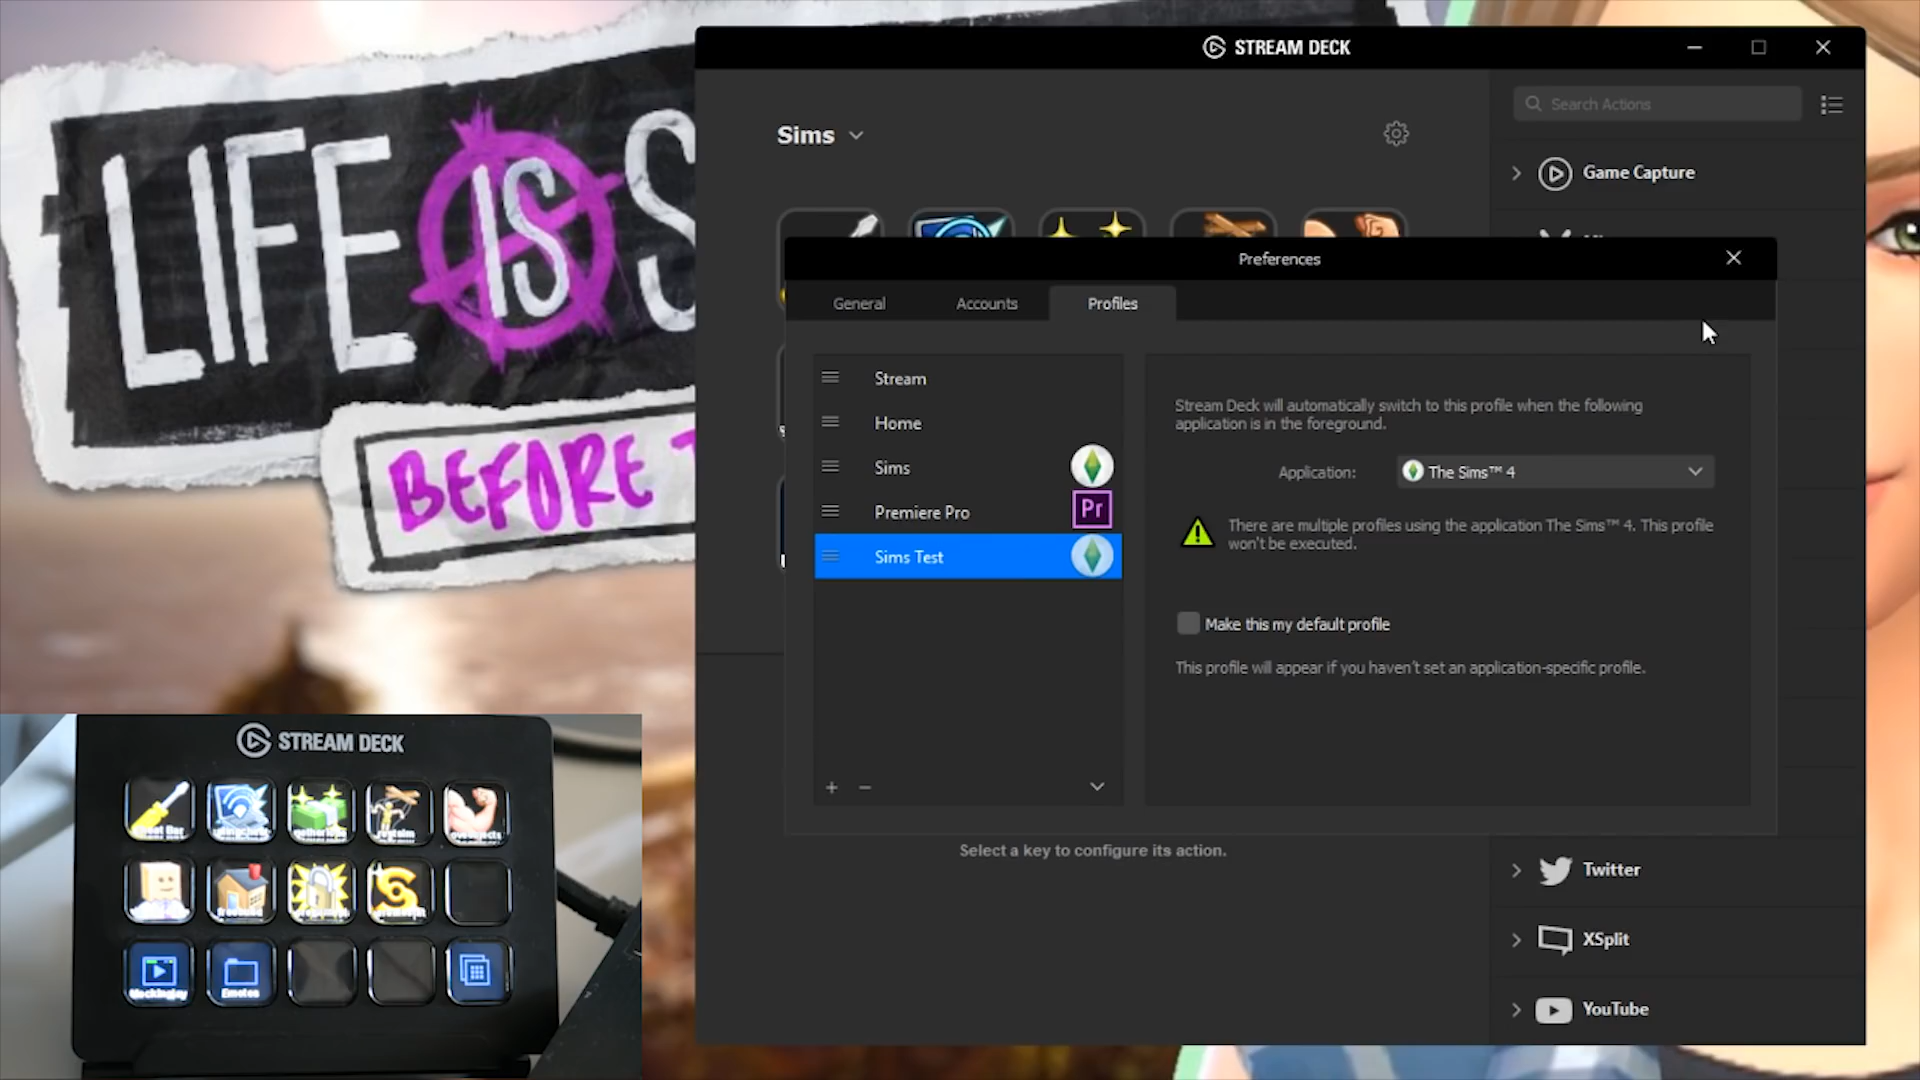 LIFE IS S
BEFORE T
STREAM DECK
Search Actions
Sims
Game Capture
Preferences
General
Accounts
Profiles
Stream
Home
Sims
Premiere Pro
Pr
Sims Test
Stream Deck will automatically switch to this profile when the following
application is in the foreground.
Application:
The Sims™ 4
There are multiple profiles using the application The Sims™ 4. This profile
won't be executed.
Make this my default profile
This profile will appear if you haven't set an application-specific profile.
Select a key to configure its action.
Twitter
XSplit
YouTube
STREAM DECK
Mockingjay
Emotes